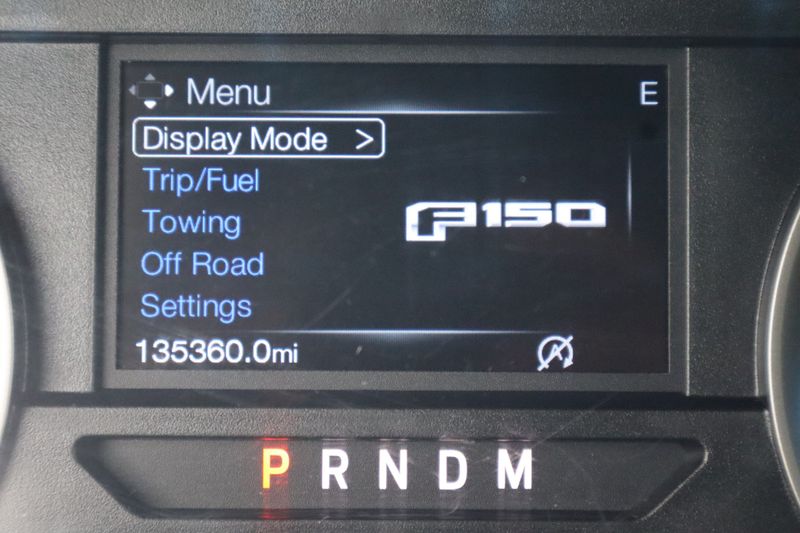 Menu
E
Display Mode >
Trip/Fuel
Towing
F150
Off Road
Settings
135360.0mi
A
P R N D M